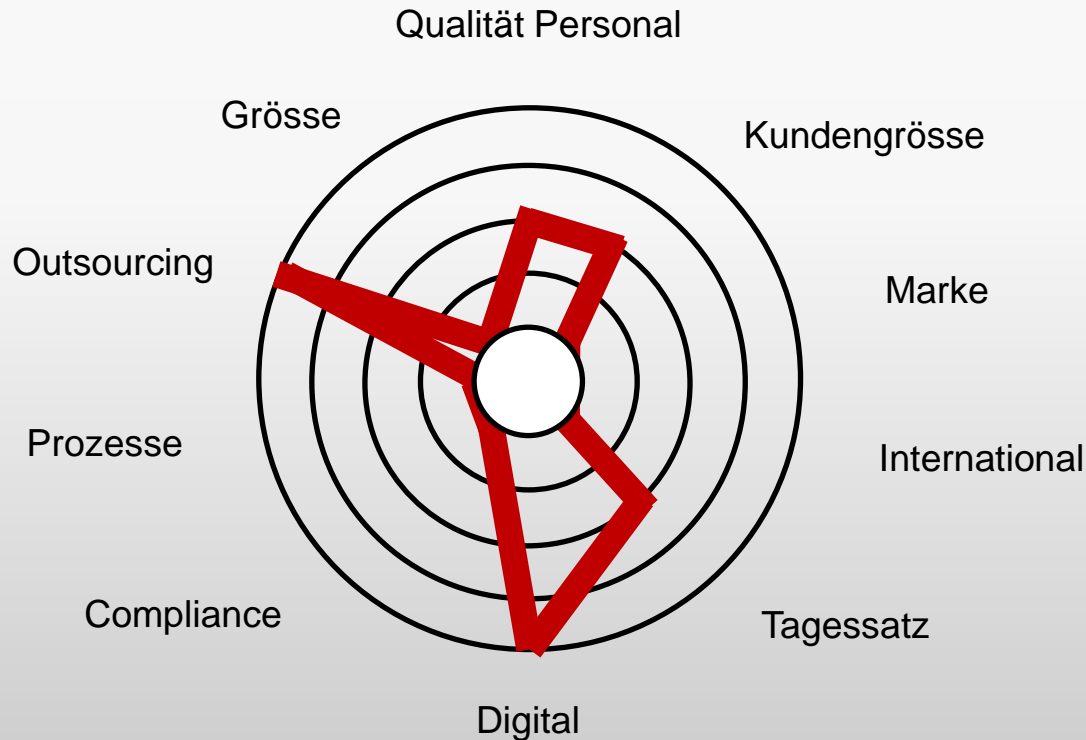 Qualität Personal
Grösse
Kundengrösse
Outsourcing
Marke
Prozesse
International
Compliance
Tagessatz
Digital